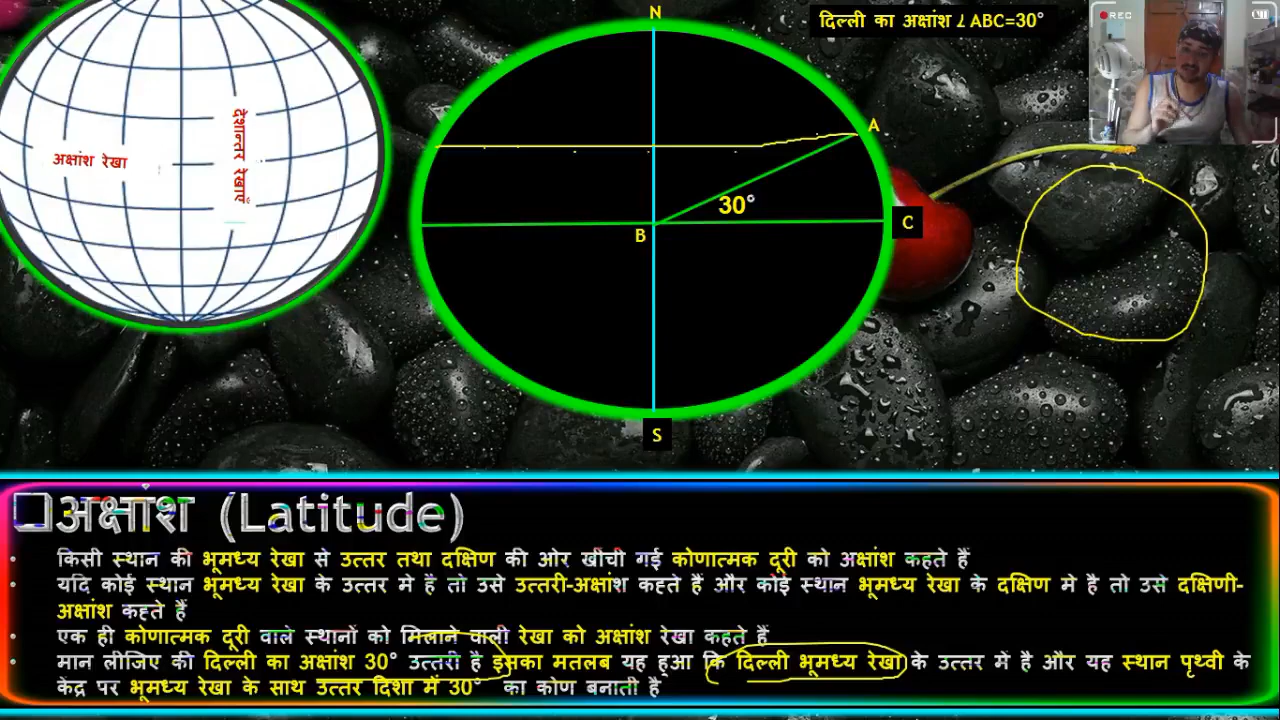 N
दिल्ली का अक्षांश ∠ABC=30°
REC
A
देशान्तर रेखाएँ
अक्षांश रेखा
30°
B
C
S
अक्षांश (Latitude)
किसी स्थान की भूमध्य रेखा से उत्तर तथा दक्षिण की ओर खींची गई कोणात्मक दूरी को अक्षांश कहते हैं
यदि कोई स्थान भूमध्य रेखा के उत्तर मे है तो उसे उत्तरी-अक्षांश कह्ते हैं और कोई स्थान भूमध्य रेखा के दक्षिण मे है तो उसे दक्षिणी-
अक्षांश कह्ते हैं
एक ही कोणात्मक दूरी वाले स्थानों को मिलाने वाली रेखा को अक्षांश रेखा कहते हैं
मान लीजिए की दिल्ली का अक्षांश 30° उत्तरी है इसका मतलब यह हुआ कि दिल्ली भूमध्य रेखा के उत्तर में है और यह स्थान पृथ्वी के
केंद्र पर भूमध्य रेखा के साथ उत्तर दिशा में 30° का कोण बनाती है